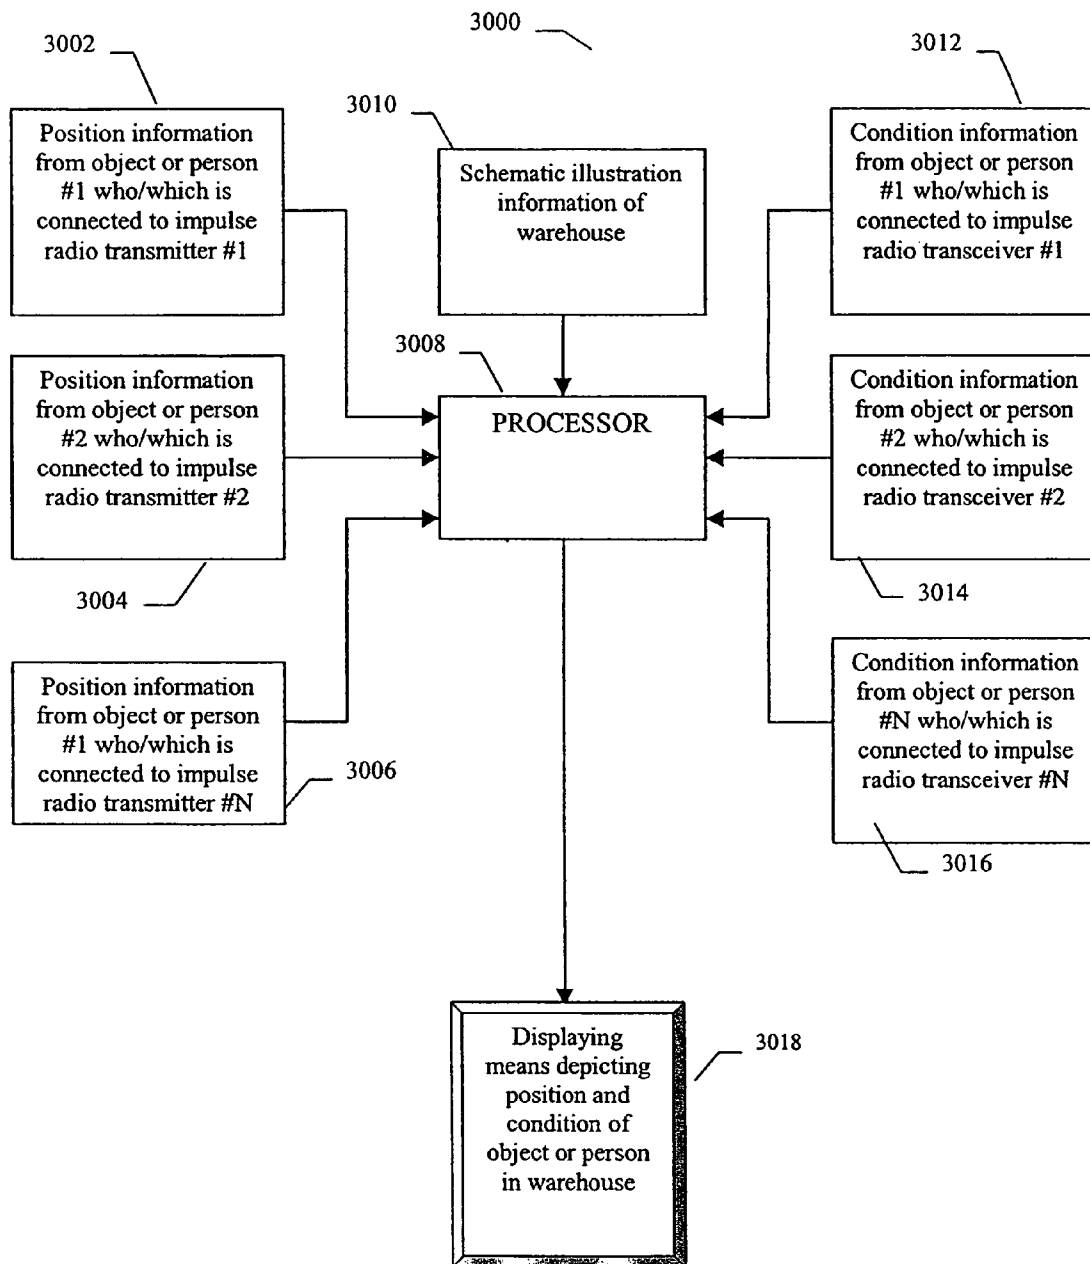 3000
3002
3012
3010
Position information
from object or person
#1 who/which is
connected to impulse
radio transmitter #1
Schematic illustration
information of
warehouse
Condition information
from object or person
#1 who/which is
connected to impulse
radio transceiver #1
3008
Position information
from object or person
#2 who/which is
connected to impulse
radio transmitter #2
PROCESSOR
Condition information
from object or person
#2 who/which is
connected to impulse
radio transceiver #2
3004
3014
Position information
from object or person
#1 who/which is
connected to impulse
radio transmitter #N
3006
Condition information
from object or person
#N who/which is
connected to impulse
radio transceiver #N
3016
Displaying
means depicting
position and
condition of
object or person
in warehouse
3018